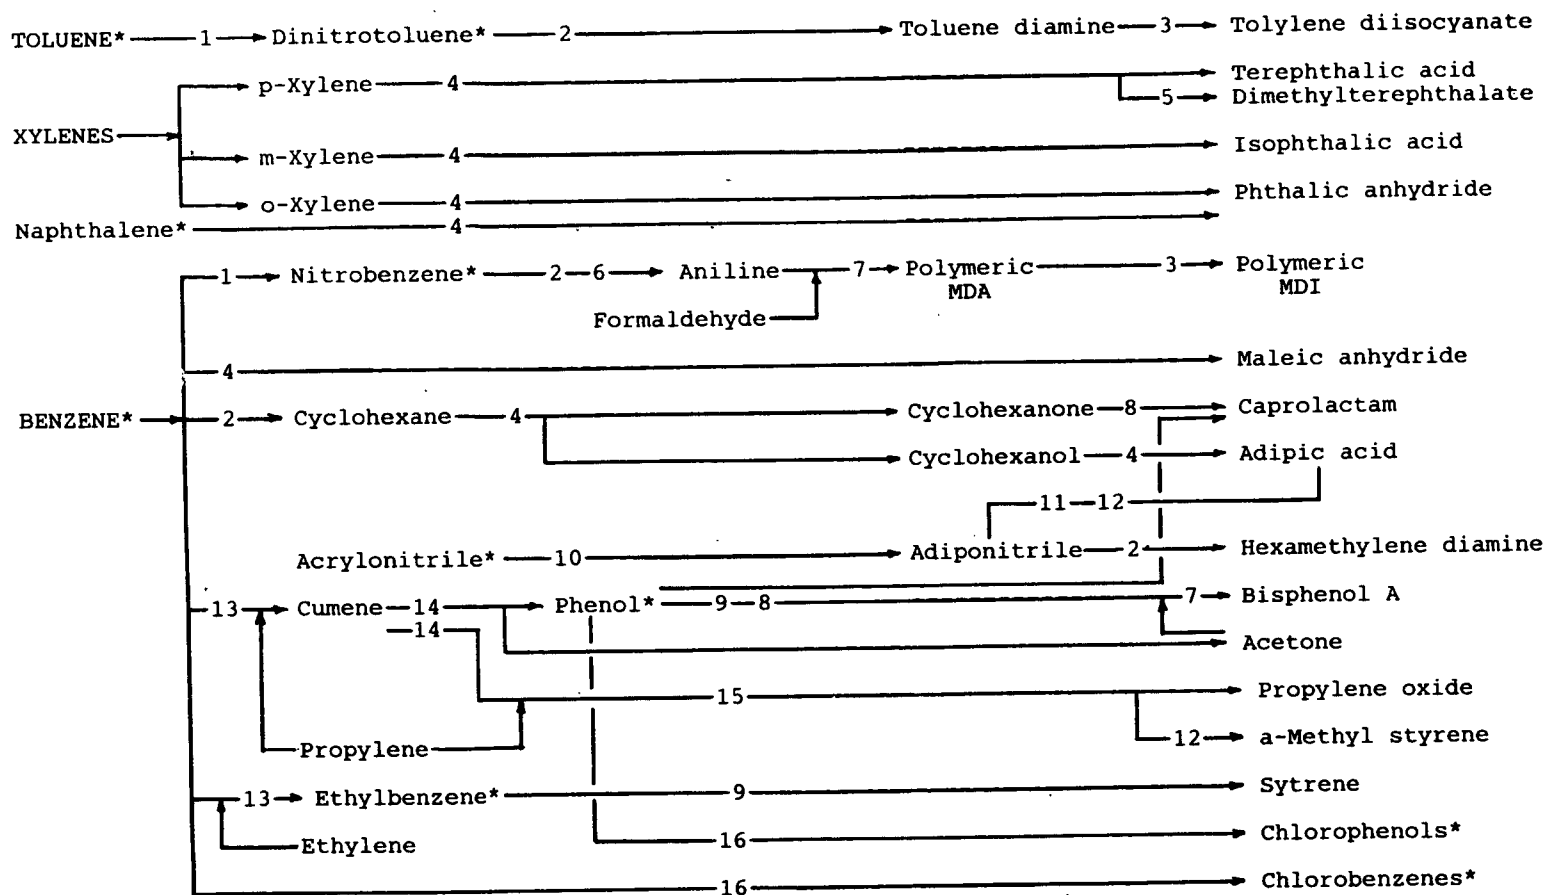 TOLUENE* 1 Dinitrotoluene* 2 Toluene diamine 3 Tolylene diisocyanate
p-Xylene 4 Terephthalic acid
5 Dimethylterephthalate
XYLENES
m-Xylene 4 Isophthalic acid
o-Xylene 4 Phthalic anhydride
Naphthalene* 4
1 Nitrobenzene* 2 6 Aniline 7 Polymeric 3 Polymeric
MDA MDI
Formaldehyde
4 Maleic anhydride
BENZENE* 2 Cyclohexane 4 Cyclohexanone 8 Caprolactam
Cyclohexanol 4 Adipic acid
11 12
Acrylonitrile* 10 Adiponitrile 2 Hexamethylene diamine
13 Cumene 14 Phenol* 9 8 7 Bisphenol A
14
Acetone
15 Propylene oxide
Propylene 12 a-Methyl styrene
13 Ethylbenzene* 9 Sytrene
Ethylene 16 Chlorophenols*
16 Chlorobenzenes*